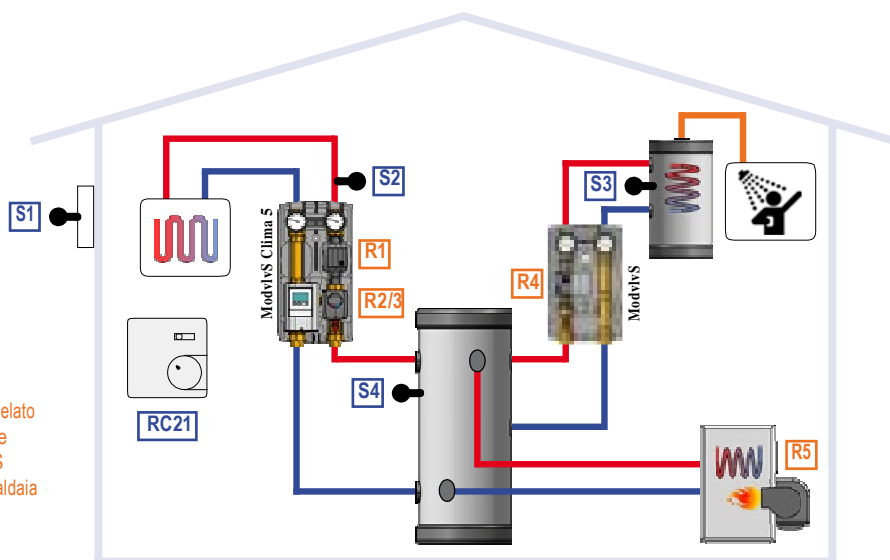 S1
S2
S3
ModvlvS Clima 5
R1
R2/3
R4
ModvlvS
S4
RC21
R5
elato
e
aldaia